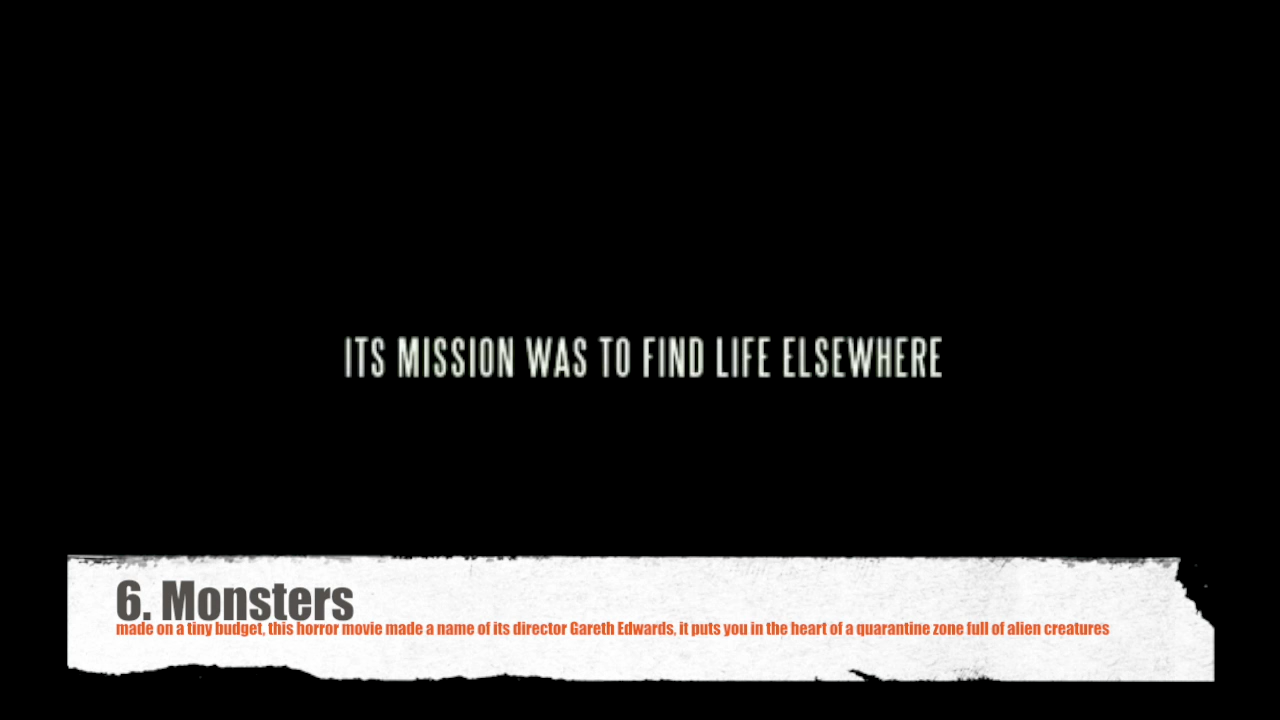 ITS MISSION WAS TO FIND LIFE ELSEWHERE
6. Monsters
made on a tiny budget, this horror movie made a name of its director Gareth Edwards, it puts you in the heart of a quarantine zone full of alien creatures